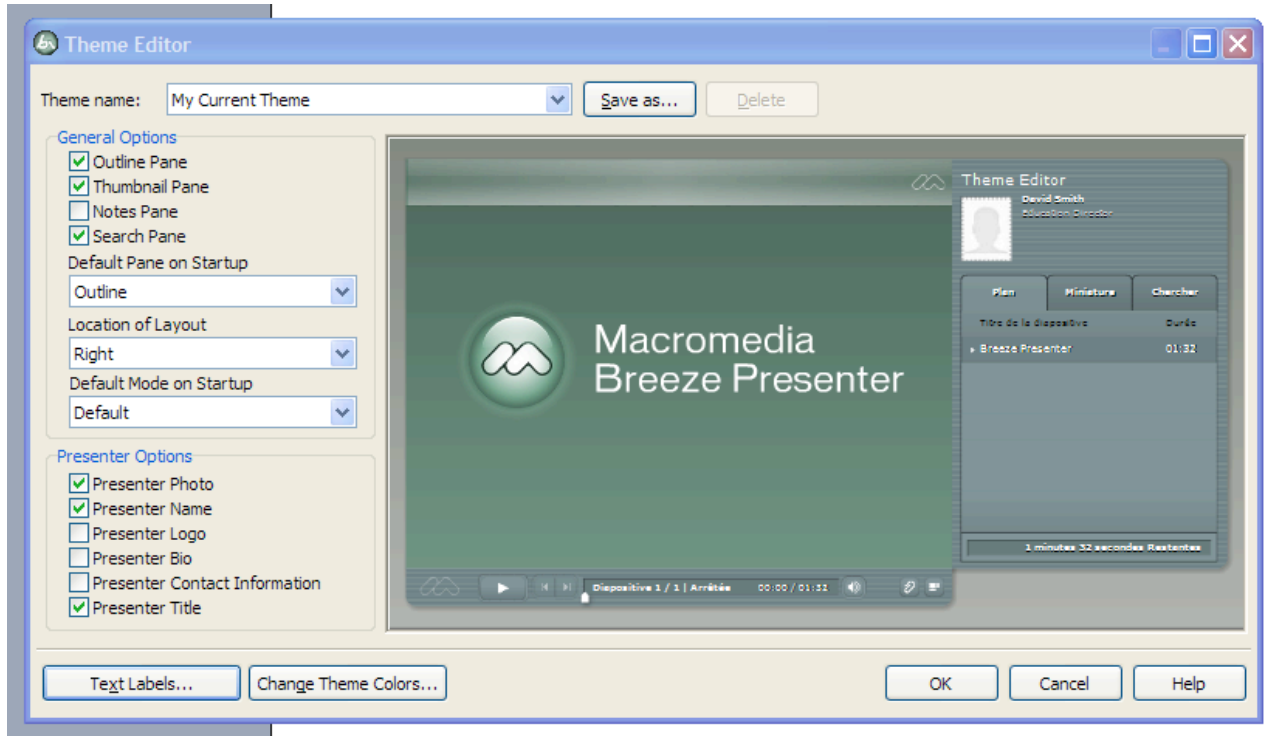 Theme Editor
Theme name:
My Current Theme
Save as...
Delete
General Options
Outline Pane
Thumbnail Pane
Notes Pane
Search Pane
Default Pane on Startup
Outline
Location of Layout
Right
Default Mode on Startup
Default
Presenter Options
Presenter Photo
Presenter Name
Presenter Logo
Presenter Bio
Presenter Contact Information
Presenter Title
Macromedia
Breeze Presenter
Diapositive 1 / 1 | Arrêtée 00:00 / 01:32
Theme Editor
David Smith
Education Director
Plan Miniature Chercher
Titre de la diapositive Durée
Breeze Presenter 01:32
1 minutes 32 secondes Restantes
Text Labels...
Change Theme Colors...
OK
Cancel
Help